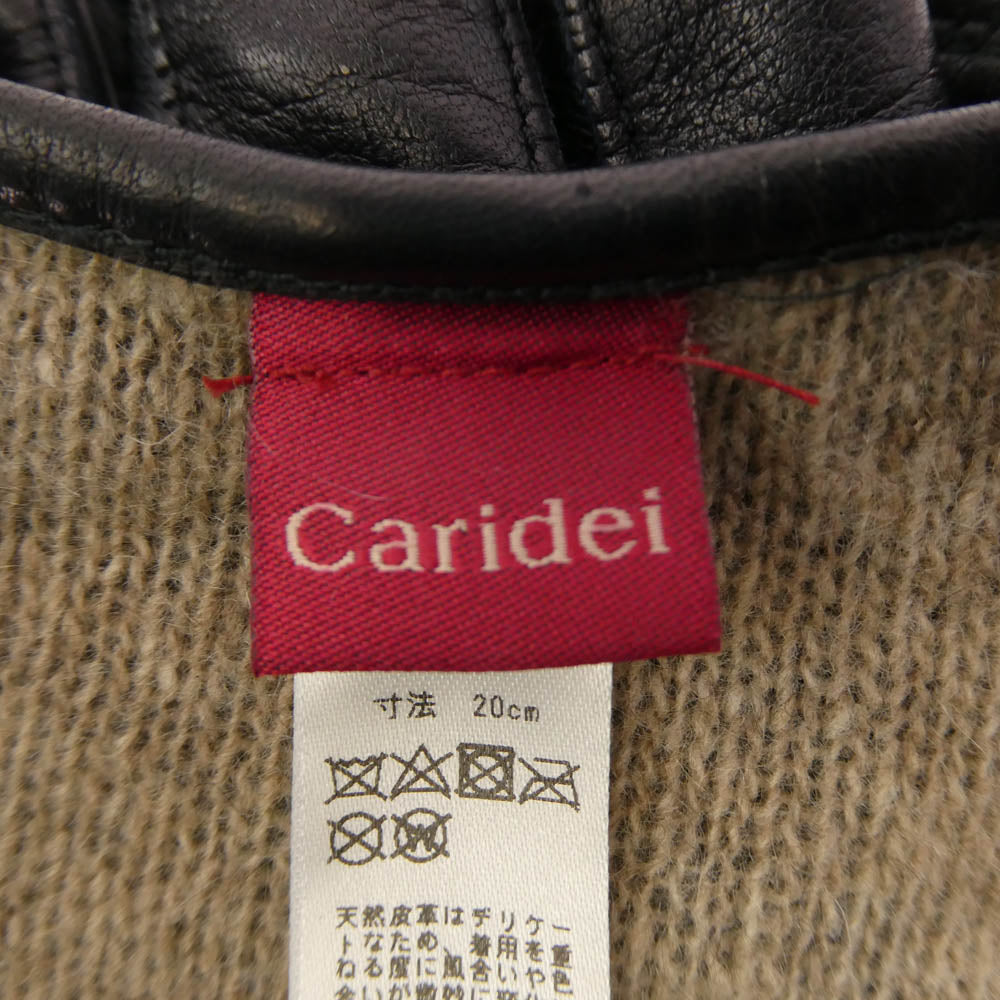 Caridei
寸法 20cm
W
天然皮革はデリケー
トなため、着用を重
ねる度に風合いや色